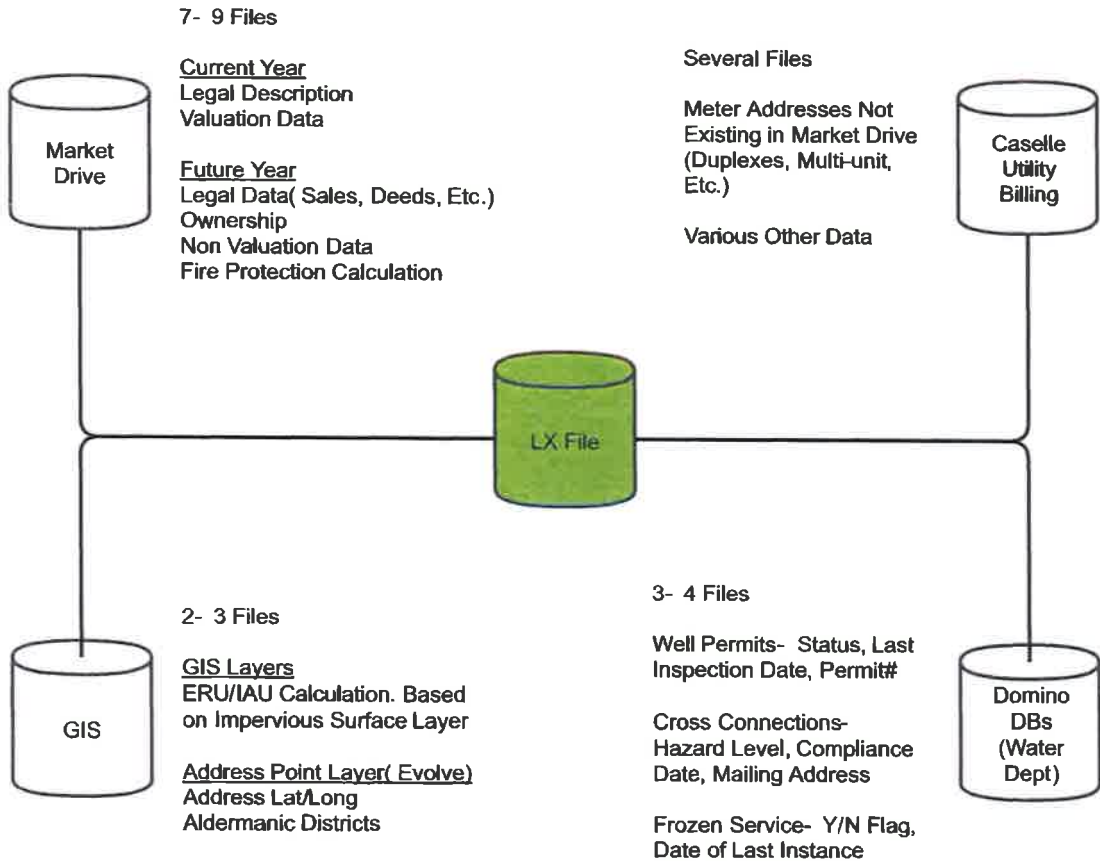 7- 9 Files
Current Year
Legal Description
Valuation Data
Future Year
Legal Data( Sales, Deeds, Etc.)
Ownership
Non Valuation Data
Fire Protection Calculation
Market
Drive
Several Files
Meter Addresses Not
Existing in Market Drive
(Duplexes, Multi-unit,
Etc.)
Various Other Data
Caselle
Utility
Billing
LX File
2- 3 Files
GIS Layers
ERU/IAU Calculation. Based
on Impervious Surface Layer
Address Point Layer( Evolve)
Address Lat/Long
Aldermanic Districts
GIS
3- 4 Files
Well Permits- Status, Last
Inspection Date, Permit#
Cross Connections-
Hazard Level, Compliance
Date, Mailing Address
Frozen Service- Y/N Flag,
Date of Last Instance
Domino
DBs
(Water
Dept)